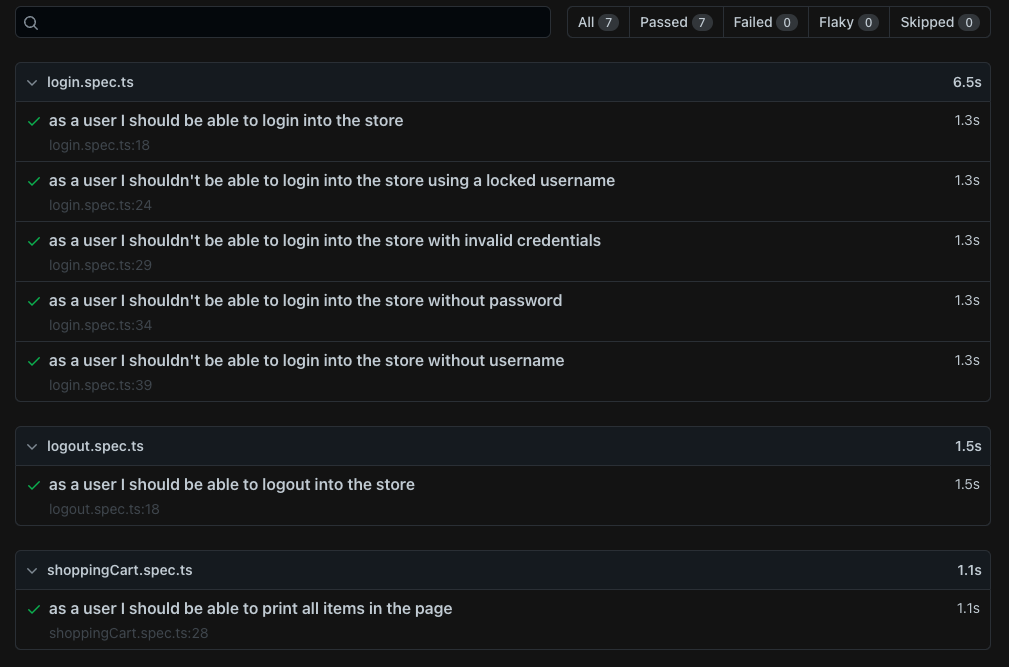 All 7 Passed 7 Failed 0 Flaky 0 Skipped 0
login.spec.ts 6.5s
as a user I should be able to login into the store 1.3s
login.spec.ts:18
as a user I shouldn't be able to login into the store using a locked username 1.3s
login.spec.ts:24
as a user I shouldn't be able to login into the store with invalid credentials 1.3s
login.spec.ts:29
as a user I shouldn't be able to login into the store without password 1.3s
login.spec.ts:34
as a user I shouldn't be able to login into the store without username 1.3s
login.spec.ts:39
logout.spec.ts 1.5s
as a user I should be able to logout into the store 1.5s
logout.spec.ts:18
shoppingCart.spec.ts 1.1s
as a user I should be able to print all items in the page 1.1s
shoppingCart.spec.ts:28